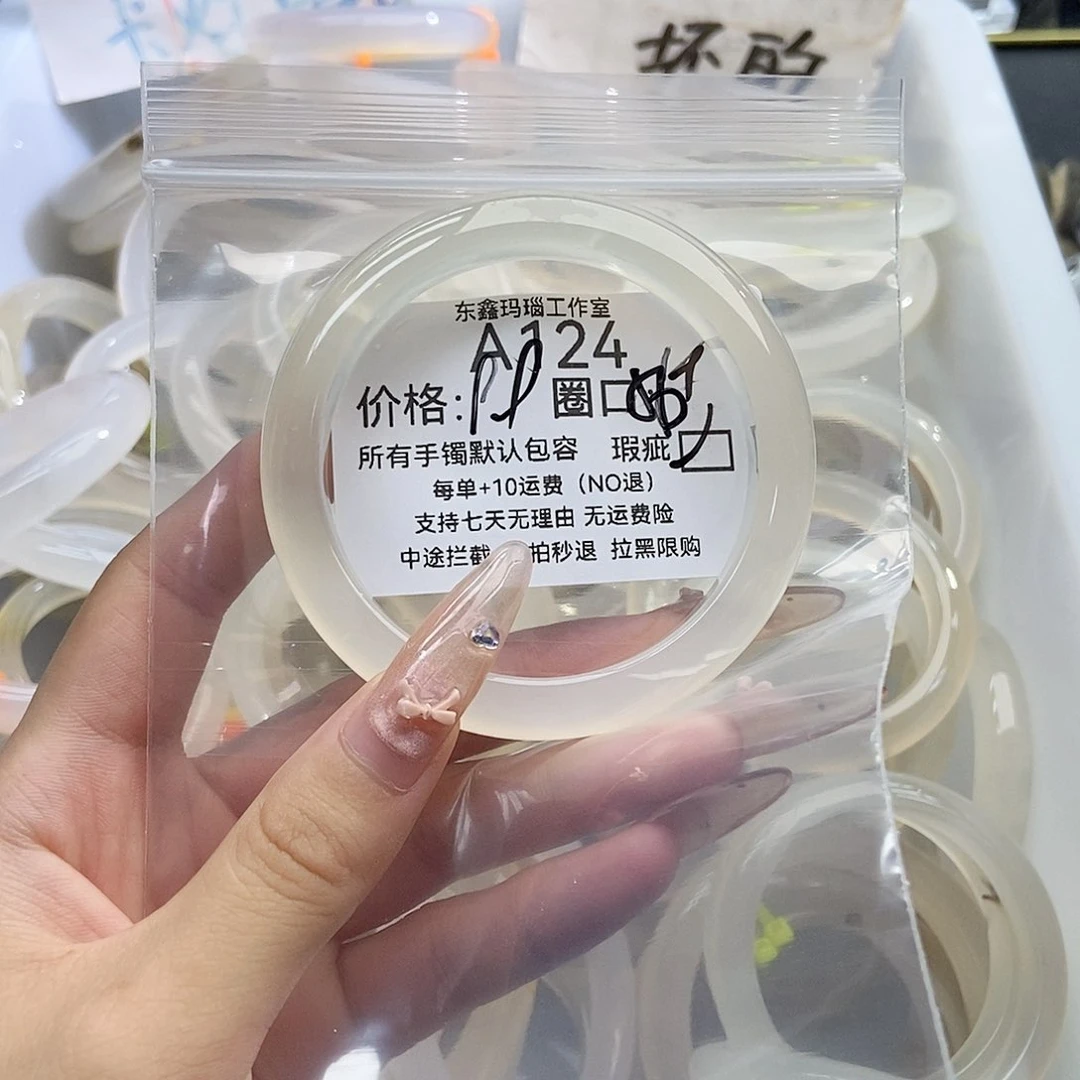 坏的
东鑫玛瑙工作室
A124
价格: 圈口
所有手镯默认包容 瑕疵
每单+10运费（NO退）
支持七天无理由 无运费险
中途拦截 拍秒退 拉黑限购